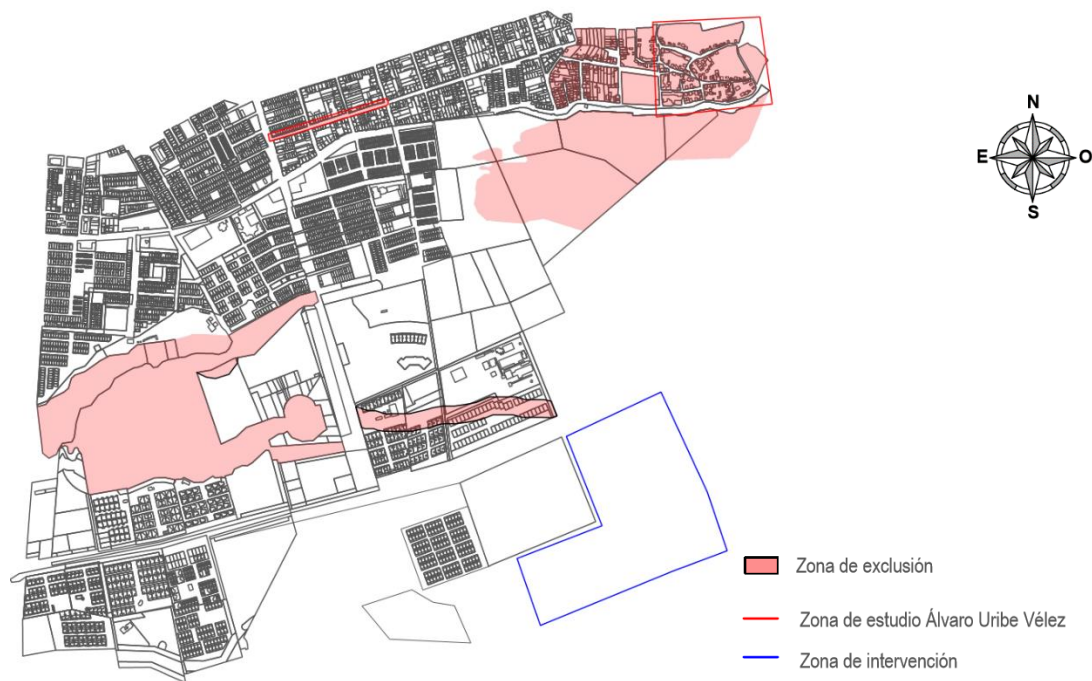 N
E O
S
Zona de exclusión
Zona de estudio Álvaro Uribe Vélez
Zona de intervención